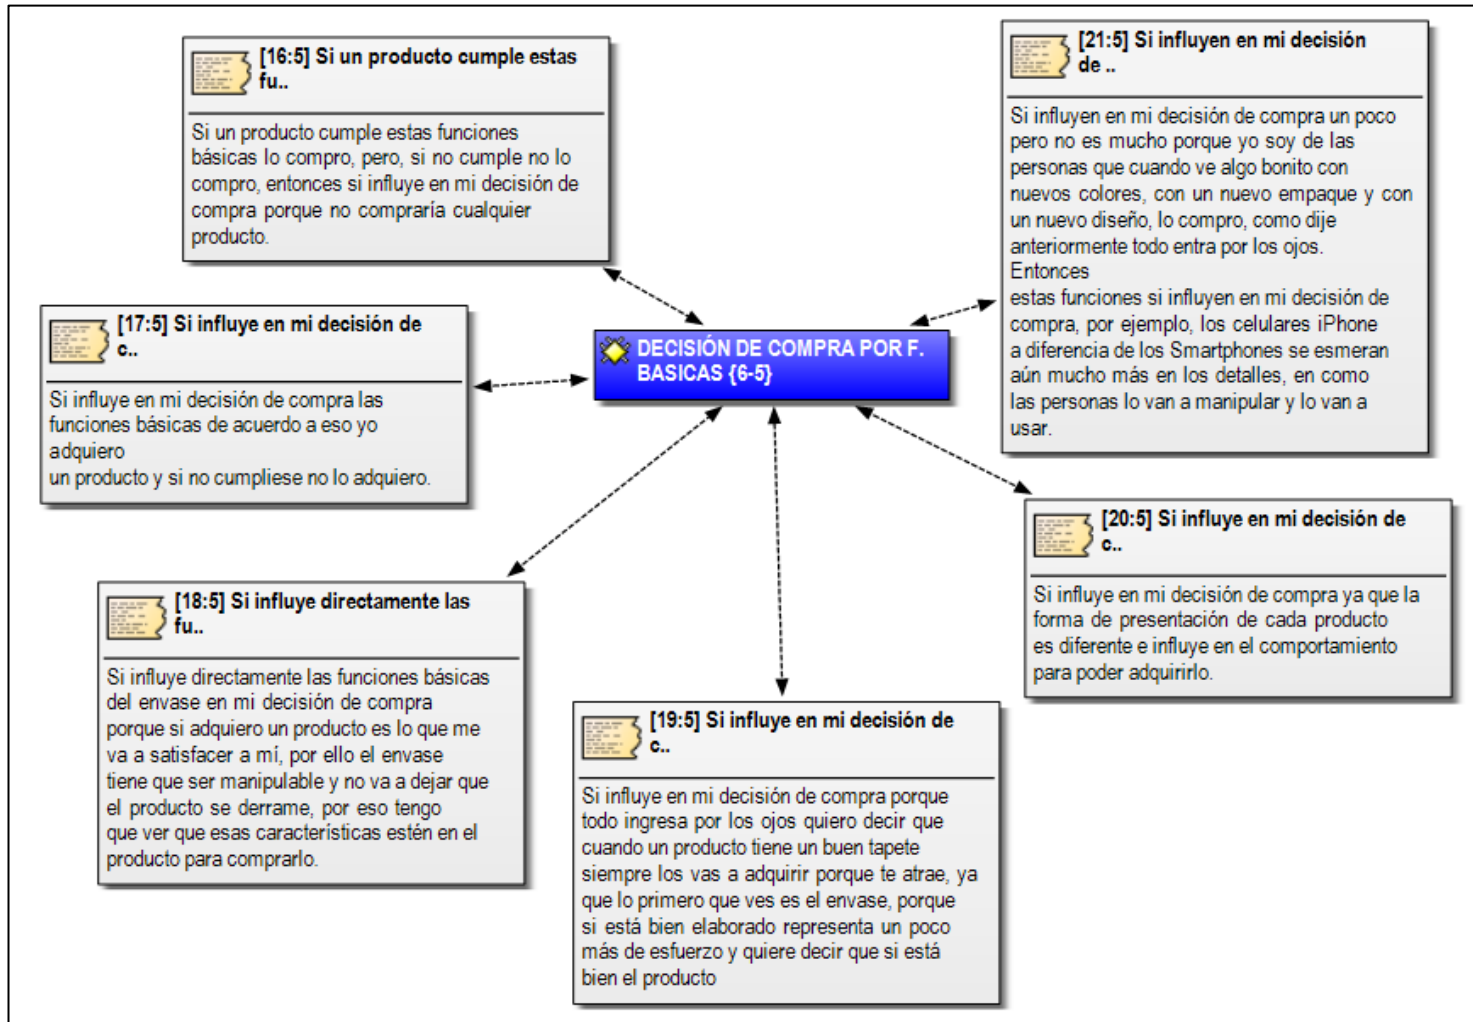 [16:5] Si un producto cumple estas
fu..
Si un producto cumple estas funciones
básicas lo compro, pero, si no cumple no lo
compro, entonces si influye en mi decisión de
compra porque no compraría cualquier
producto.
[21:5] Si influyen en mi decisión
de ..
Si influyen en mi decisión de compra un poco
pero no es mucho porque yo soy de las
personas que cuando ve algo bonito con
nuevos colores, con un nuevo empaque y con
un nuevo diseño, lo compro, como dije
anteriormente todo entra por los ojos.
Entonces
estas funciones si influyen en mi decisión de
compra, por ejemplo, los celulares iPhone
a diferencia de los Smartphones se esmeran
aún mucho más en los detalles, en como
las personas lo van a manipular y lo van a
usar.
[17:5] Si influye en mi decisión de
c..
Si influye en mi decisión de compra las
funciones básicas de acuerdo a eso yo
adquiero
un producto y si no cumpliese no lo adquiero.
DECISIÓN DE COMPRA POR F.
BASICAS {6-5}
[20:5] Si influye en mi decisión de
c..
Si influye en mi decisión de compra ya que la
forma de presentación de cada producto
es diferente e influye en el comportamiento
para poder adquirirlo.
[18:5] Si influye directamente las
fu..
Si influye directamente las funciones básicas
del envase en mi decisión de compra
porque si adquiero un producto es lo que me
va a satisfacer a mí, por ello el envase
tiene que ser manipulable y no va a dejar que
el producto se derrame, por eso tengo
que ver que esas características estén en el
producto para comprarlo.
[19:5] Si influye en mi decisión de
c..
Si influye en mi decisión de compra porque
todo ingresa por los ojos quiero decir que
cuando un producto tiene un buen tapete
siempre los vas a adquirir porque te atrae, ya
que lo primero que ves es el envase, porque
si está bien elaborado representa un poco
más de esfuerzo y quiere decir que si está
bien el producto